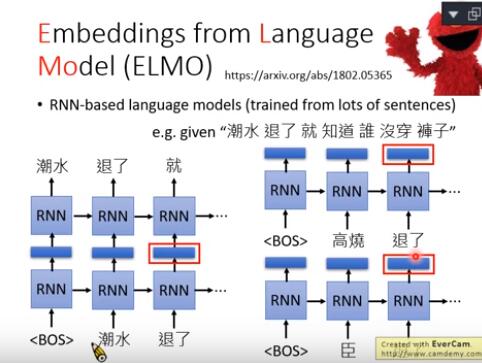 Embeddings from Language
Model (ELMO) https://arxiv.org/abs/1802.05365
• RNN-based language models (trained from lots of sentences)
e.g. given “潮水 退了 就 知道 誰 沒穿 褲子”
潮水 退了 就
RNN RNN RNN ...
RNN RNN RNN ...
<BOS> 潮水 退了
RNN RNN RNN ...
<BOS> 高燒 退了
RNN RNN RNN ...
<BOS> 臣
Created with EverCam.
http://www.camdemy.com